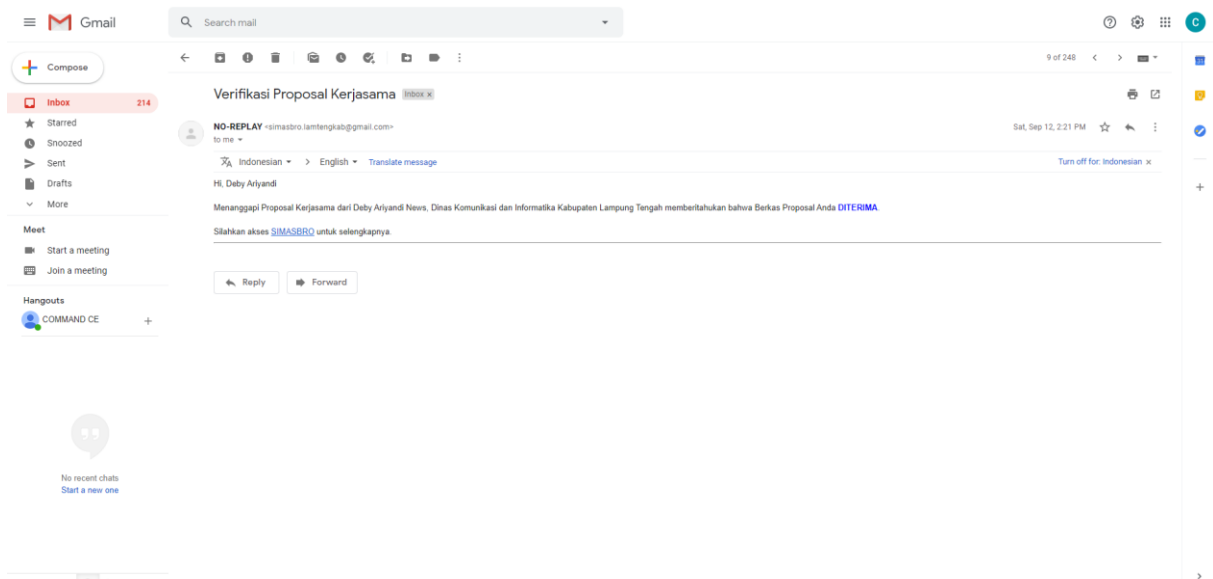 Gmail
Search mail
C
Compose
9 of 248
Inbox 214
Starred
Snoozed
Sent
Drafts
More
Meet
Start a meeting
Join a meeting
Hangouts
COMMAND CE
No recent chats
Start a new one
Verifikasi Proposal Kerjasama Inbox x
NO-REPLAY <simasbro.lamtengkab@gmail.com> Sat, Sep 12, 2:21 PM
to me
Indonesian > English Translate message Turn off for: Indonesian x
Hi, Deby Ariyandi
Menanggapi Proposal Kerjasama dari Deby Ariyandi News, Dinas Komunikasi dan Informatika Kabupaten Lampung Tengah memberitahukan bahwa Berkas Proposal Anda DITERIMA.
Silahkan akses SIMASBRO untuk selengkapnya.
Reply Forward